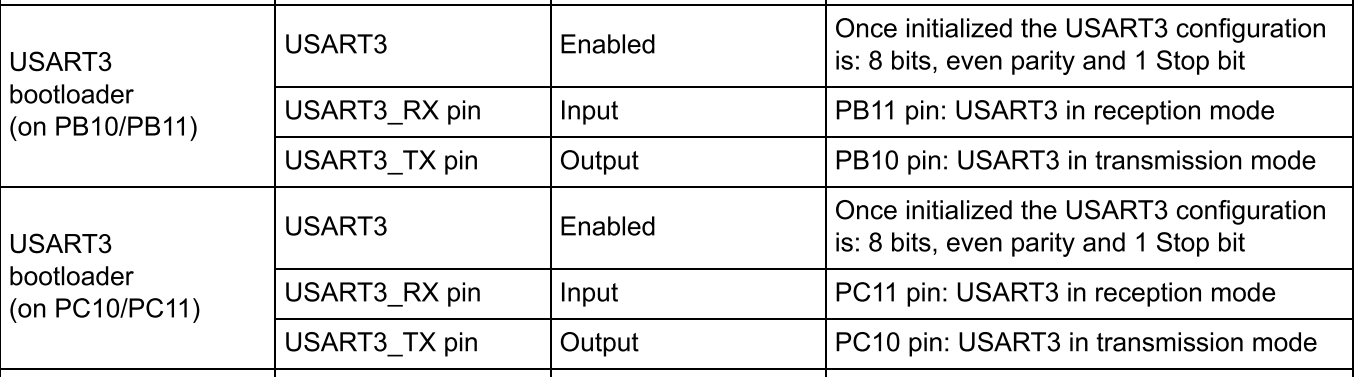 USART3
bootloader
(on PB10/PB11)
USART3
Enabled
Once initialized the USART3 configuration
is: 8 bits, even parity and 1 Stop bit
USART3_RX pin
Input
PB11 pin: USART3 in reception mode
USART3_TX pin
Output
PB10 pin: USART3 in transmission mode
USART3
bootloader
(on PC10/PC11)
USART3
Enabled
Once initialized the USART3 configuration
is: 8 bits, even parity and 1 Stop bit
USART3_RX pin
Input
PC11 pin: USART3 in reception mode
USART3_TX pin
Output
PC10 pin: USART3 in transmission mode